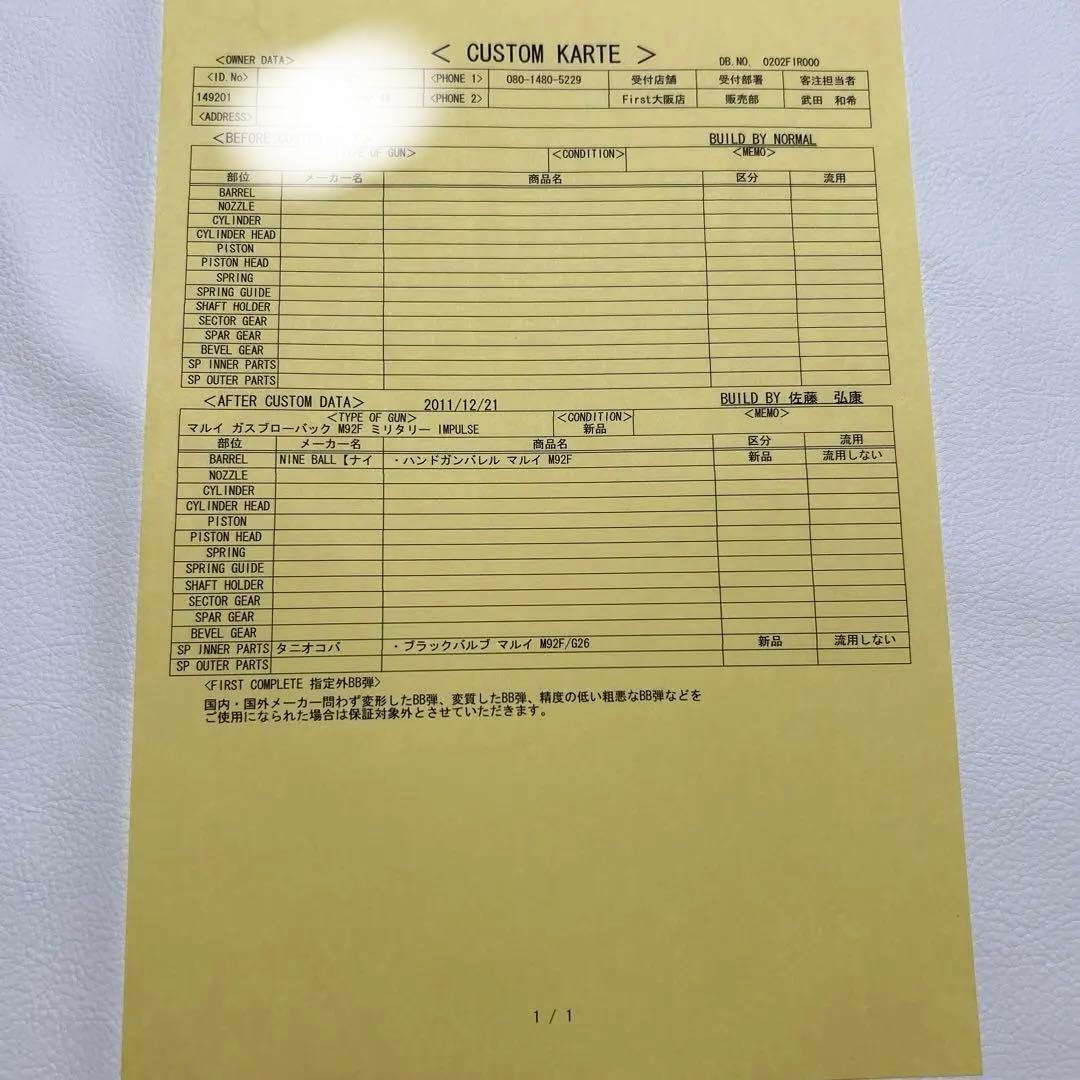 < CUSTOM KARTE >
<OWNER DATA> DB.NO. 0202FIR000
<ID.No> <PHONE 1> 080-1480-5229 受付店舗 受付部署 客注担当者
149201 様 <PHONE 2> First大阪店 販売部 武田 和希
<ADDRESS>
<BEFORE BUILD BY NORMAL
TYPE OF GUN> <CONDITION> <MEMO>
部位 メーカー名 商品名 区分 流用
BARREL
NOZZLE
CYLINDER
CYLINDER HEAD
PISTON
PISTON HEAD
SPRING
SPRING GUIDE
SHAFT HOLDER
SECTOR GEAR
SPAR GEAR
BEVEL GEAR
SP INNER PARTS
SP OUTER PARTS
<AFTER CUSTOM DATA> 2011/12/21 BUILD BY 佐藤 弘康
<TYPE OF GUN> <CONDITION> <MEMO>
マルイ ガスブローバック M92F ミリタリー IMPULSE 新品
部位 メーカー名 商品名 区分 流用
BARREL NINE BALL【ナイ ・ハンドガンバレル マルイ M92F 新品 流用しない
NOZZLE
CYLINDER
CYLINDER HEAD
PISTON
PISTON HEAD
SPRING
SPRING GUIDE
SHAFT HOLDER
SECTOR GEAR
SPAR GEAR
BEVEL GEAR
SP INNER PARTS タニオコバ ・ブラックバルブ マルイ M92F/G26 新品 流用しない
SP OUTER PARTS
<FIRST COMPLETE 指定外BB弾>
国内・国外メーカー問わず変形したBB弾、変質したBB弾、精度の低い粗悪なBB弾などを
ご使用になられた場合は保証対象外とさせていただきます。
1 / 1